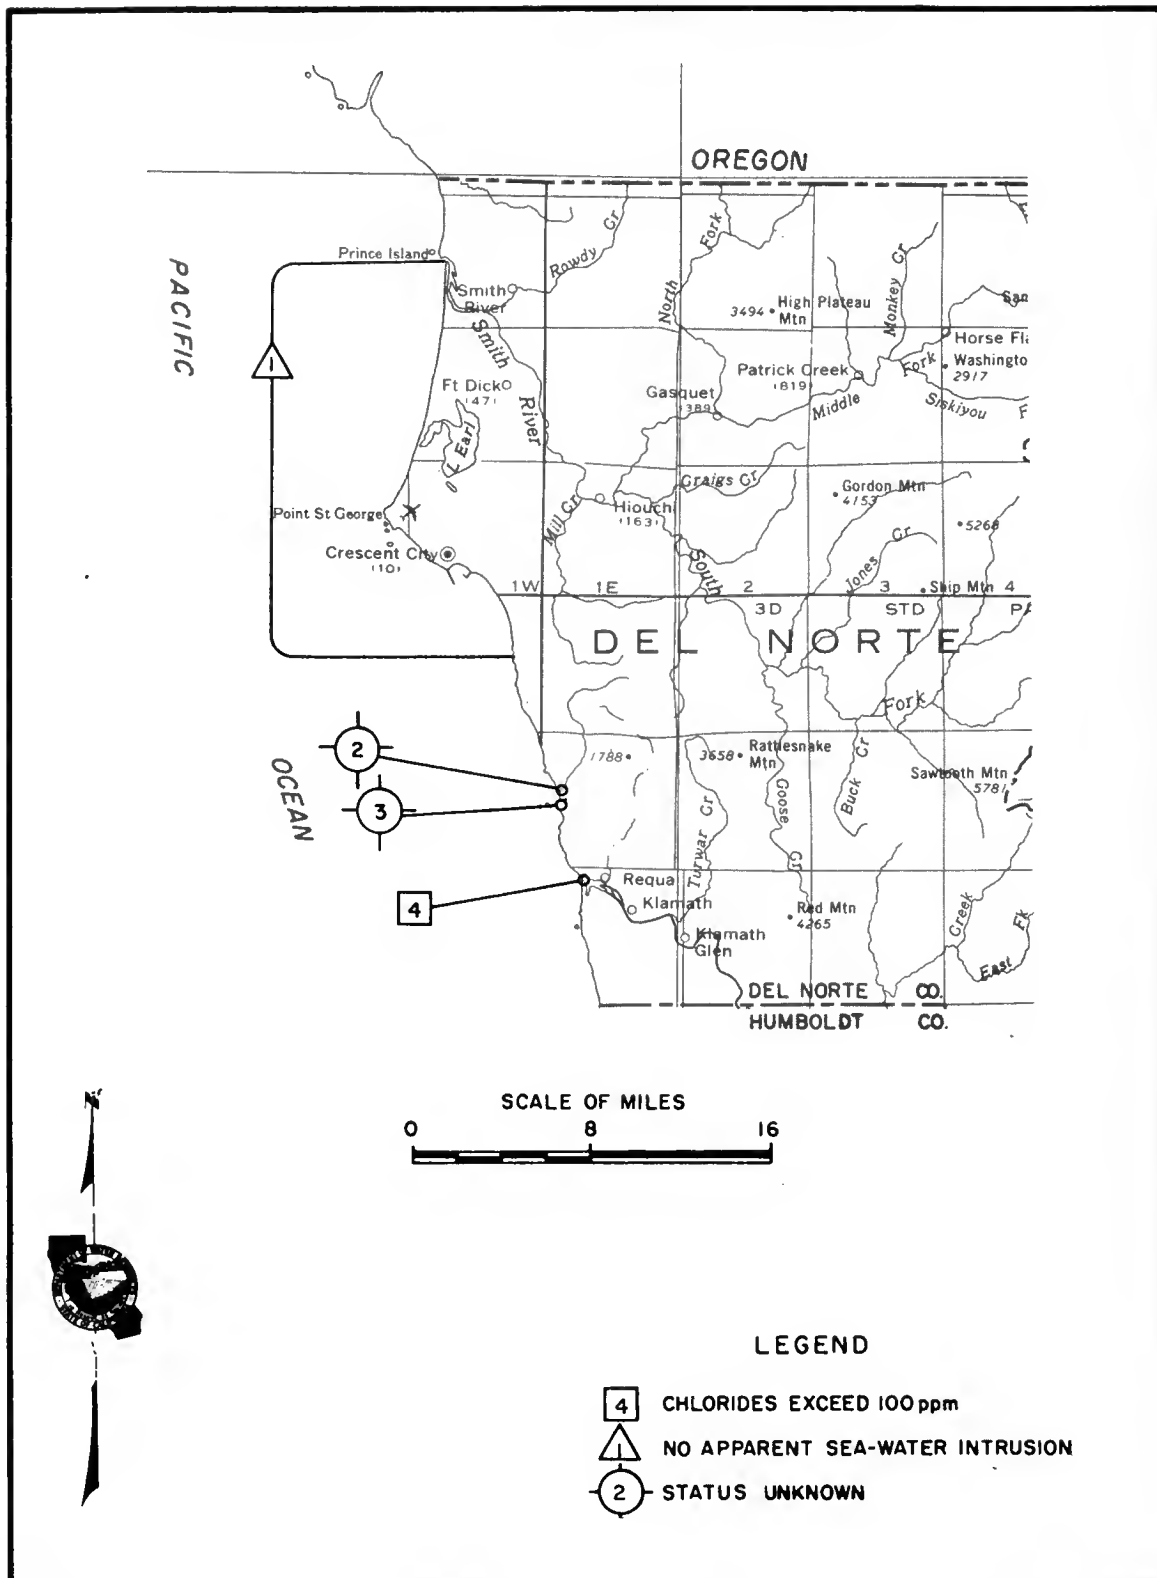 OREGON
PACIFIC
Prince Island
Smith
River
Rowdy
Cr
North
Fork
3494
High Plateau
Mtn
Monkey Cr
San
Smith
River
Horse Fl
Washingto
2917
Ft Dick
(47)
Patrick Creek
(819)
Fork
Gasquet
(389)
Middle
Siskiyou
F
L Earl
Craigs Cr
Gordon Mtn
4153
Point St George
Mill Cr
Hiouchi
(163)
5268
Crescent City
(10)
South
Jones
Cr
1W
1E
2
3
Ship Mtn
4
3D
STD
PA
DEL NORTE
Fork
2
1788
3658
Rattlesnake
Mtn
Goose
Cr
Buck Cr
Sawtooth Mtn
5781
OCEAN
3
Turwar Cr
Requa
4
Klamath
Red Mtn
4265
Creek
Klamath
Glen
East
Fk
DEL NORTE CO.
HUMBOLDT CO.
1
SCALE OF MILES
0 8 16
N
LEGEND
4 CHLORIDES EXCEED 100 ppm
1 NO APPARENT SEA-WATER INTRUSION
2 STATUS UNKNOWN